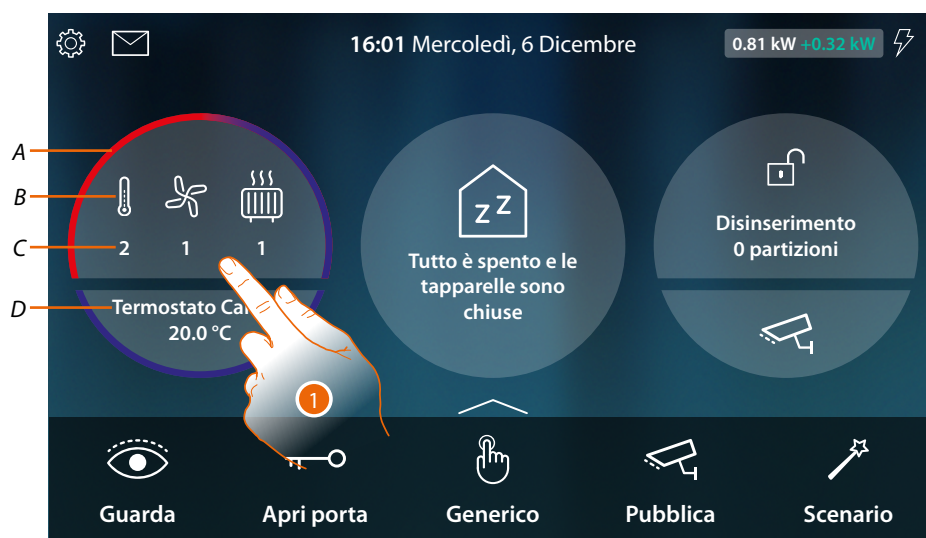 16:01 Mercoledì, 6 Dicembre
0.81 kW +0.32 kW
A
B
C
D
2 1 1
Termostato
20.0 °C
z Z
Tutto è spento e le
tapparelle sono
chiuse
Disinserimento
0 partizioni
1
Guarda
Apri porta
Generico
Pubblica
Scenario